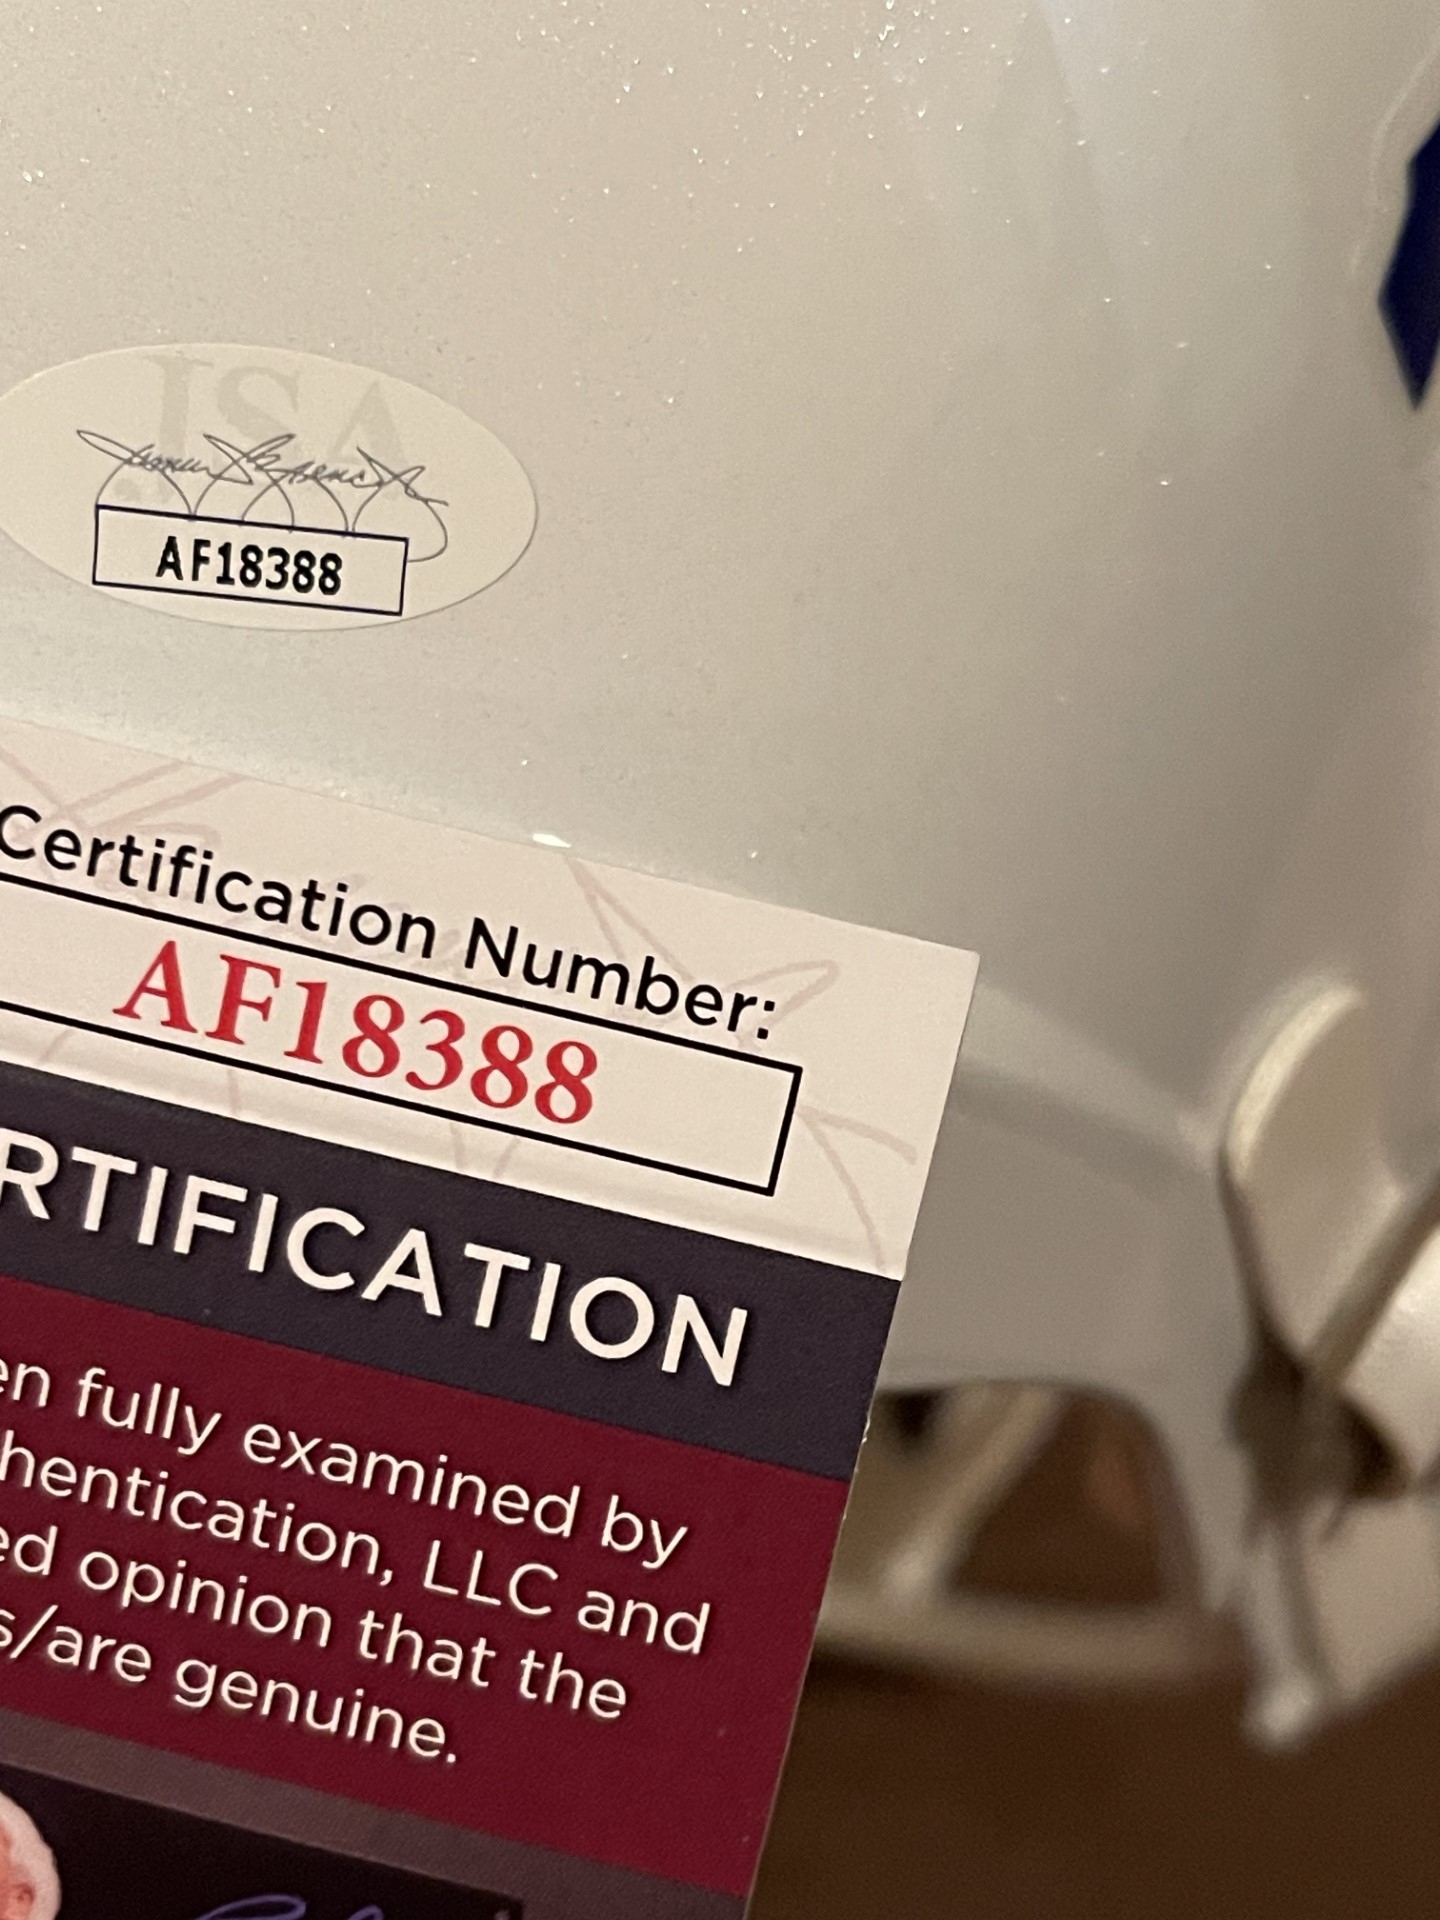 JSA
AF18388
Certification Number:
AF18388
RTIFICATION
en fully examined by
hentication, LLC and
ed opinion that the
s/are genuine.